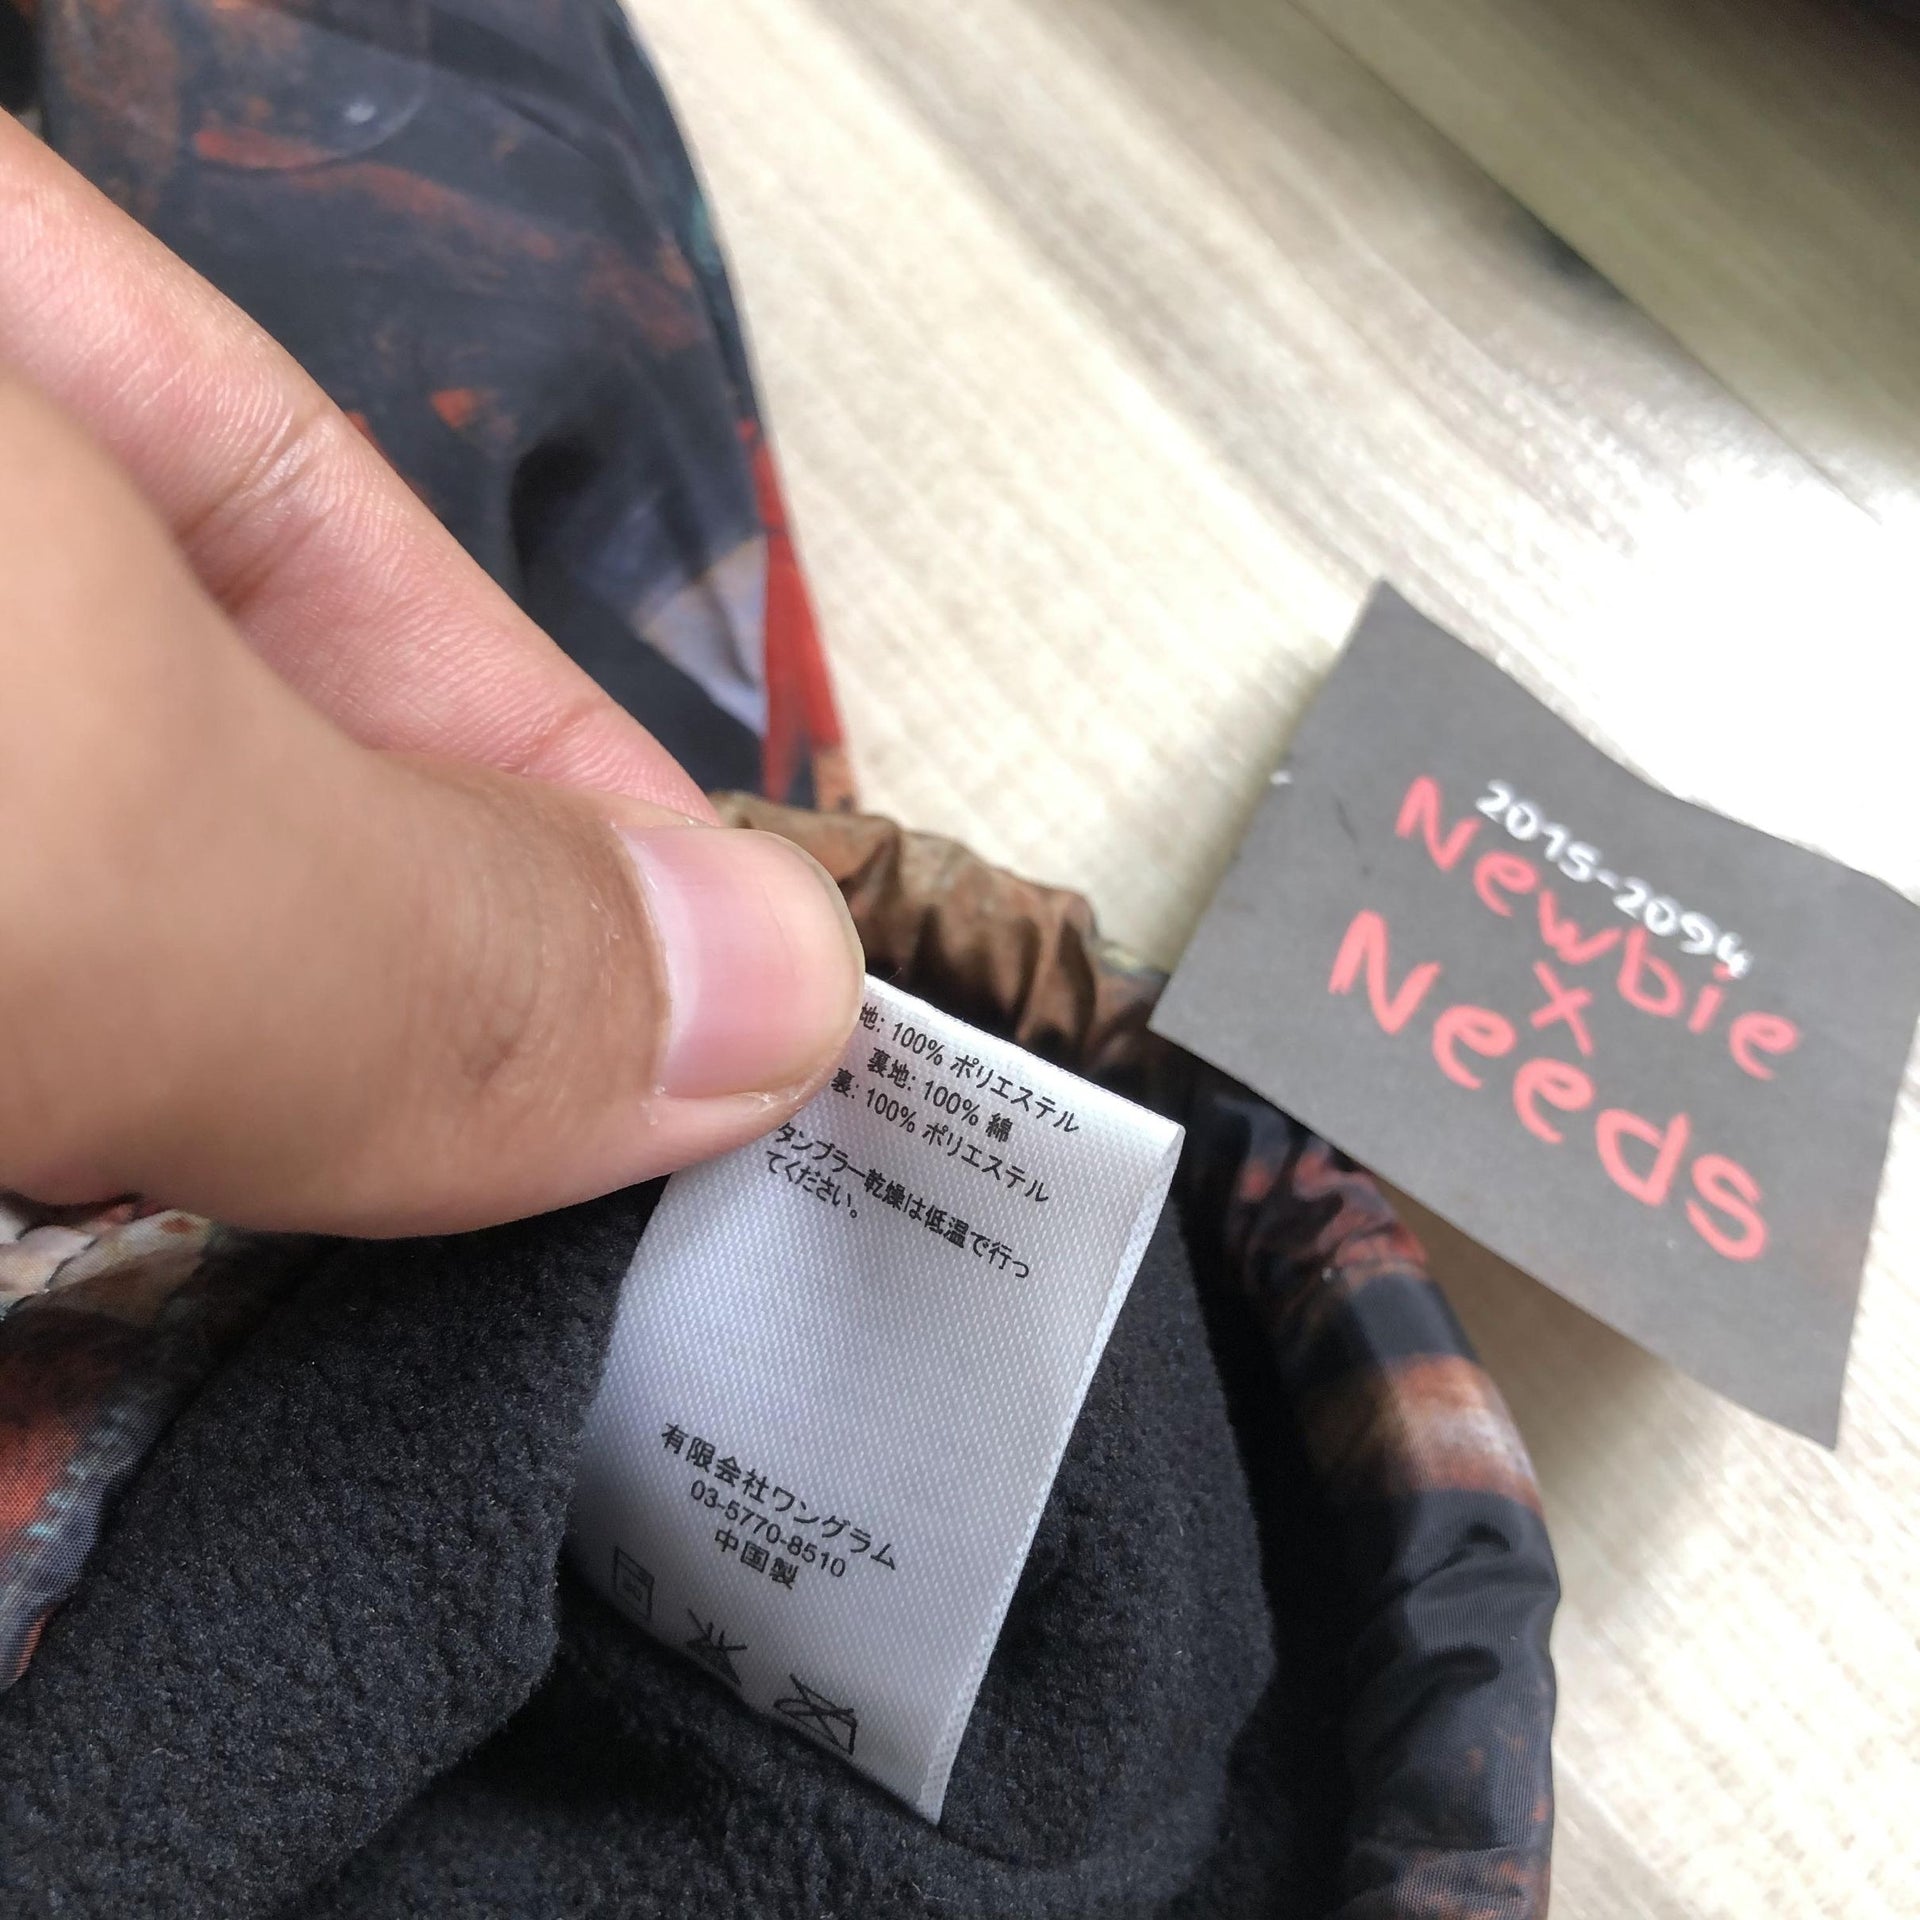 地: 100% ポリエステル
裏地: 100% 綿
裏: 100% ポリエステル
タンブラー乾燥は低温で行っ
てください。
有限会社ワングラム
03-5770-8510
中国製
2015-2094
Newbie
x
Needs